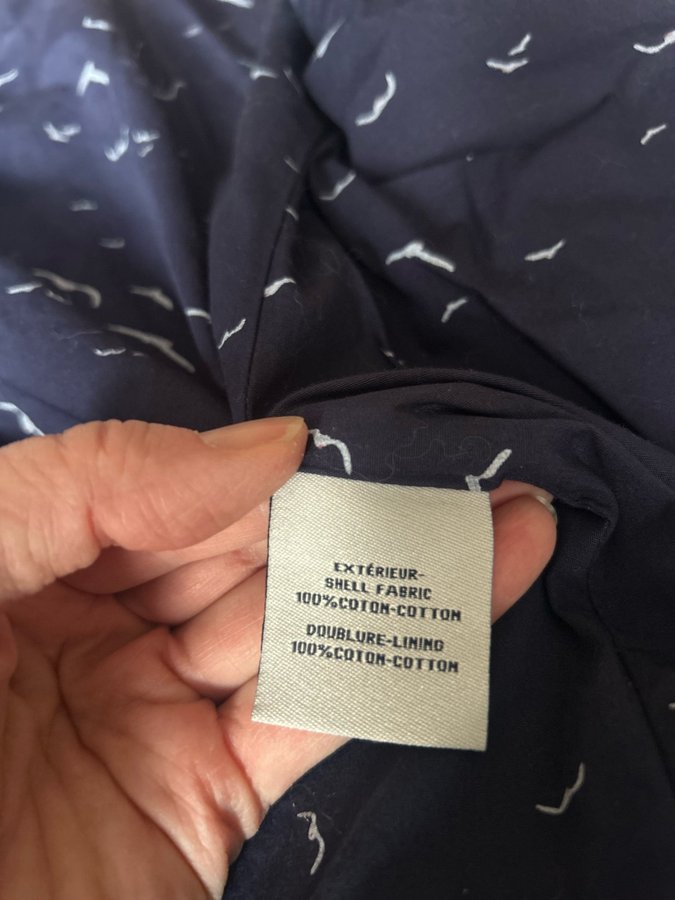 EXTÉRIEUR-
SHELL FABRIC
100%COTON-COTTON
DOUBLURE-LINING
100%COTON-COTTON